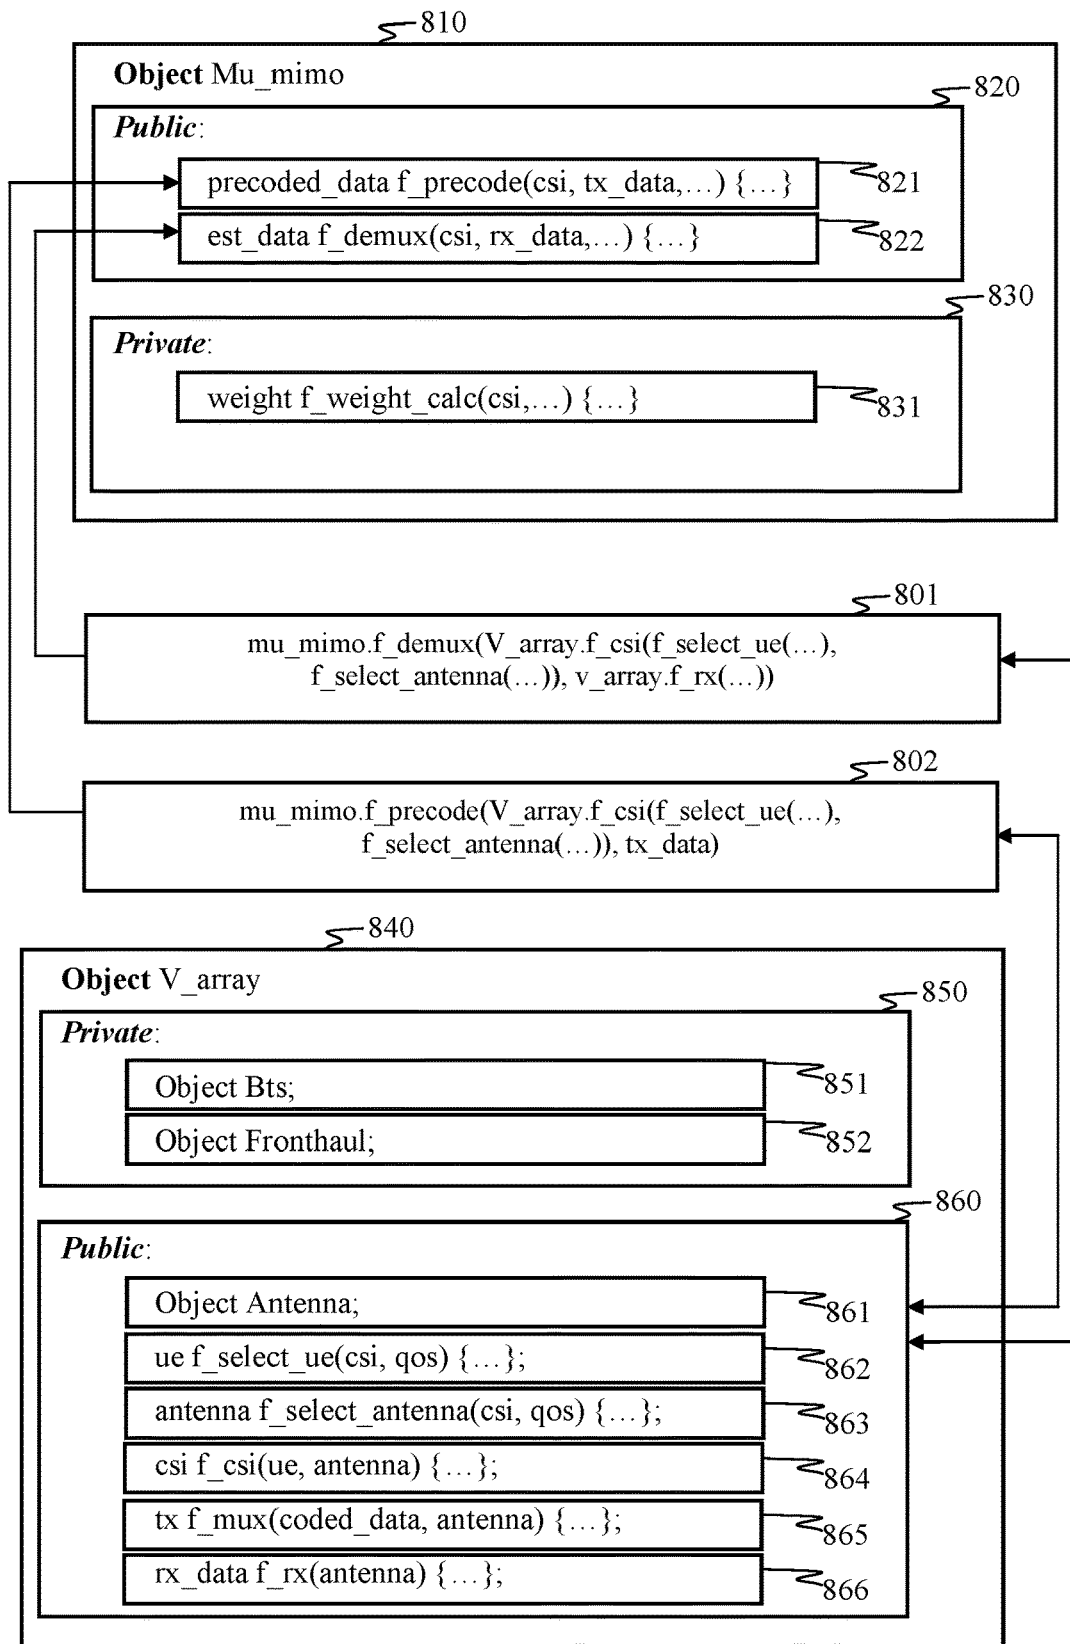 810
Object Mu_mimo
820
Public:
precoded_data f_precode(csi, tx_data,...) {...}
821
est_data f_demux(csi, rx_data,...) {...}
822
830
Private:
weight f_weight_calc(csi,...) {...}
831
801
mu_mimo.f_demux(V_array.f_csi(f_select_ue(...),
f_select_antenna(...)), v_array.f_rx(...))
802
mu_mimo.f_precode(V_array.f_csi(f_select_ue(...),
f_select_antenna(...)), tx_data)
840
Object V_array
850
Private:
Object Bts;
851
Object Fronthaul;
852
860
Public:
Object Antenna;
861
ue f_select_ue(csi, qos) {...};
862
antenna f_select_antenna(csi, qos) {...};
863
csi f_csi(ue, antenna) {...};
864
tx f_mux(coded_data, antenna) {...};
865
rx_data f_rx(antenna) {...};
866